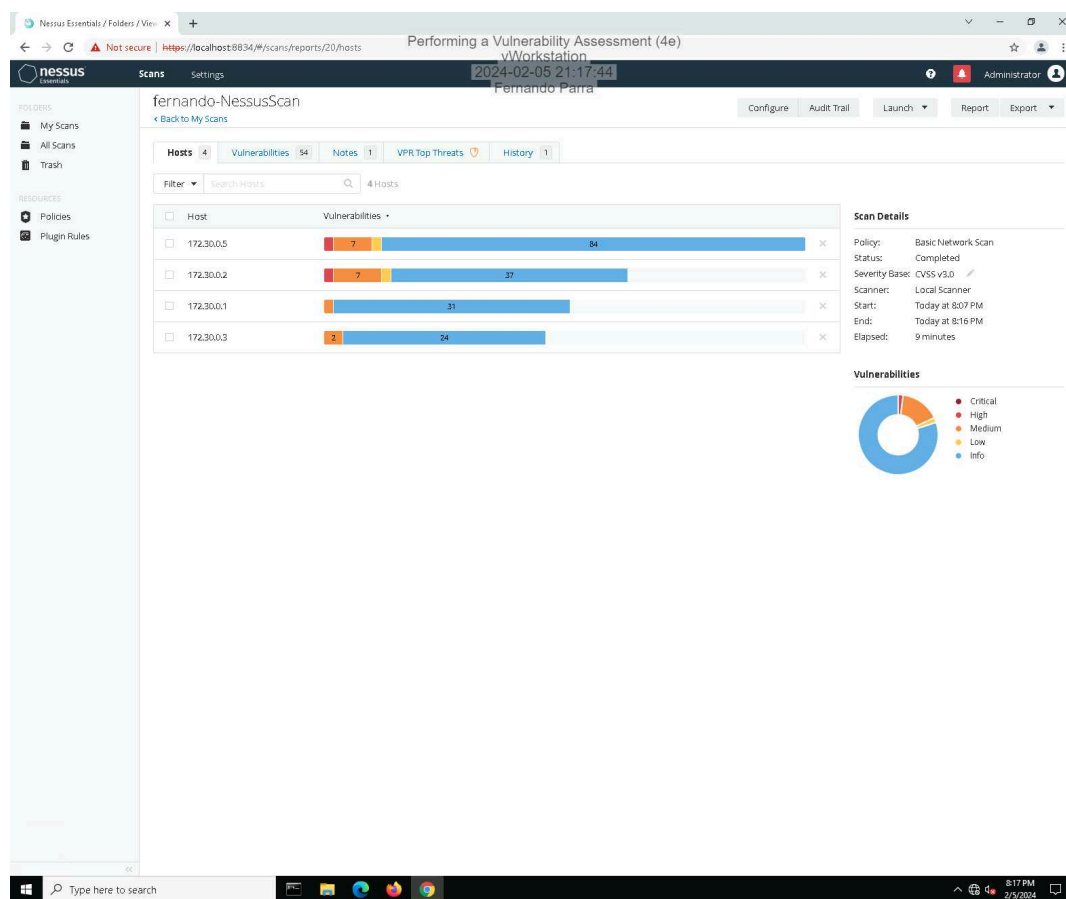 Nessus Essentials / Folders / View
Not secure | https://localhost:8834/#/scans/reports/20/hosts
Performing a Vulnerability Assessment (4e)
vWorkstation
2024-02-05 21:17:44
Fernando Parra
nessus
Essentials
Scans Settings
Administrator
FOLDERS
My Scans
All Scans
Trash
RESOURCES
Policies
Plugin Rules
fernando-NessusScan
< Back to My Scans
Configure Audit Trail Launch Report Export
Hosts 4 Vulnerabilities 54 Notes 1 VPR Top Threats History 1
Filter Search Hosts 4 Hosts
Host Vulnerabilities
172.30.0.5 7 84
172.30.0.2 7 37
172.30.0.1 31
172.30.0.3 2 24
Scan Details
Policy: Basic Network Scan
Status: Completed
Severity Base: CVSS v3.0
Scanner: Local Scanner
Start: Today at 8:07 PM
End: Today at 8:16 PM
Elapsed: 9 minutes
Vulnerabilities
Critical
High
Medium
Low
Info
Type here to search
8:17 PM
2/5/2024